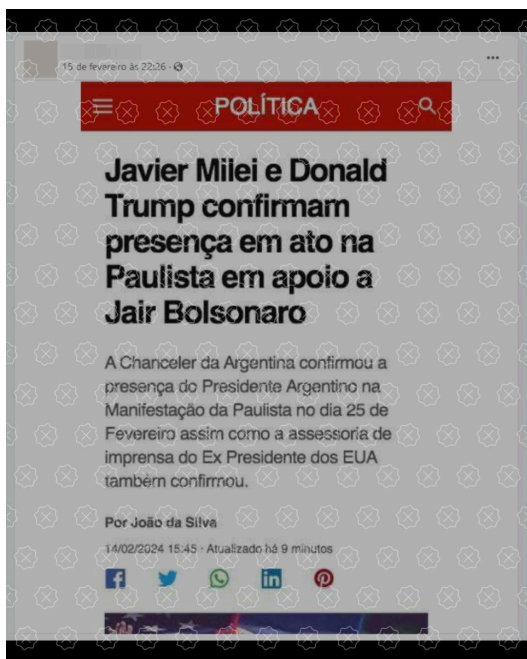 15 de fevereiro às 22:26
POLÍTICA
Javier Milei e Donald
Trump confirmam
presença em ato na
Paulista em apoio a
Jair Bolsonaro
A Chanceler da Argentina confirmou a
presença do Presidente Argentino na
Manifestação da Paulista no dia 25 de
Fevereiro assim como a assessoria de
imprensa do Ex Presidente dos EUA
também confirmou.
Por João da Silva
14/02/2024 15:45 · Atualizado há 9 minutos